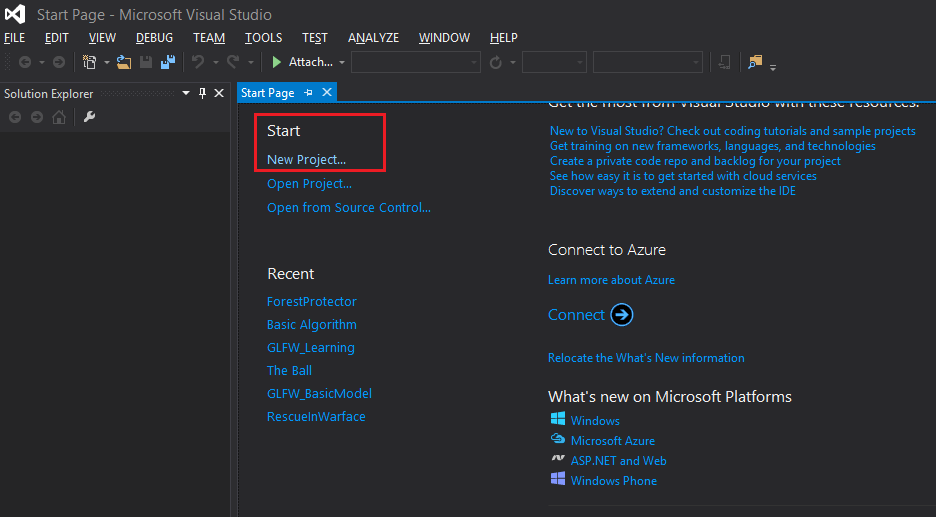 Start Page - Microsoft Visual Studio
FILE EDIT VIEW DEBUG TEAM TOOLS TEST ANALYZE WINDOW HELP
Attach...
Solution Explorer
Start Page
Start
New Project...
Open Project...
Open from Source Control...
Recent
ForestProtector
Basic Algorithm
GLFW_Learning
The Ball
GLFW_BasicModel
RescueInWarface
Get the most from Visual Studio with these resources.
New to Visual Studio? Check out coding tutorials and sample projects
Get training on new frameworks, languages, and technologies
Create a private code repo and backlog for your project
See how easy it is to get started with cloud services
Discover ways to extend and customize the IDE
Connect to Azure
Learn more about Azure
Connect
Relocate the What's New information
What's new on Microsoft Platforms
Windows
Microsoft Azure
ASP.NET and Web
Windows Phone